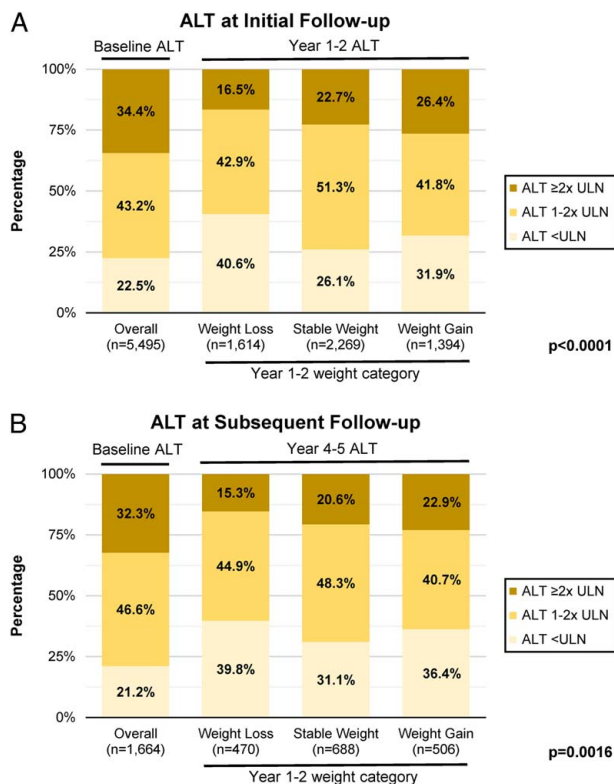 A
ALT at Initial Follow-up
Baseline ALT
Year 1-2 ALT
Percentage
100%
75%
50%
25%
0%
34.4%
43.2%
22.5%
16.5%
42.9%
40.6%
22.7%
51.3%
26.1%
26.4%
41.8%
31.9%
ALT ≥2x ULN
ALT 1-2x ULN
ALT <ULN
Overall
(n=5,495)
Weight Loss
(n=1,614)
Stable Weight
(n=2,269)
Weight Gain
(n=1,394)
p<0.0001
Year 1-2 weight category
B
ALT at Subsequent Follow-up
Baseline ALT
Year 4-5 ALT
Percentage
100%
75%
50%
25%
0%
32.3%
46.6%
21.2%
15.3%
44.9%
39.8%
20.6%
48.3%
31.1%
22.9%
40.7%
36.4%
ALT ≥2x ULN
ALT 1-2x ULN
ALT <ULN
Overall
(n=1,664)
Weight Loss
(n=470)
Stable Weight
(n=688)
Weight Gain
(n=506)
p=0.0016
Year 1-2 weight category